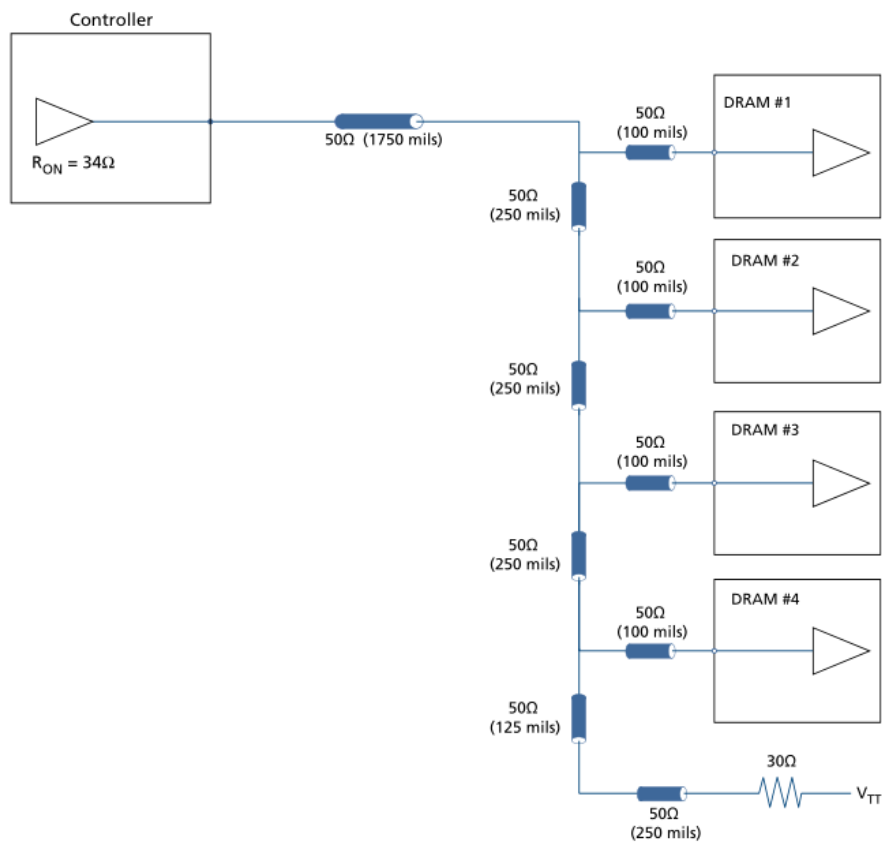 Controller
R_ON = 34Ω
50Ω (1750 mils)
50Ω
(100 mils)
DRAM #1
50Ω
(250 mils)
50Ω
(100 mils)
DRAM #2
50Ω
(250 mils)
50Ω
(100 mils)
DRAM #3
50Ω
(250 mils)
50Ω
(100 mils)
DRAM #4
50Ω
(125 mils)
30Ω
V_TT
50Ω
(250 mils)